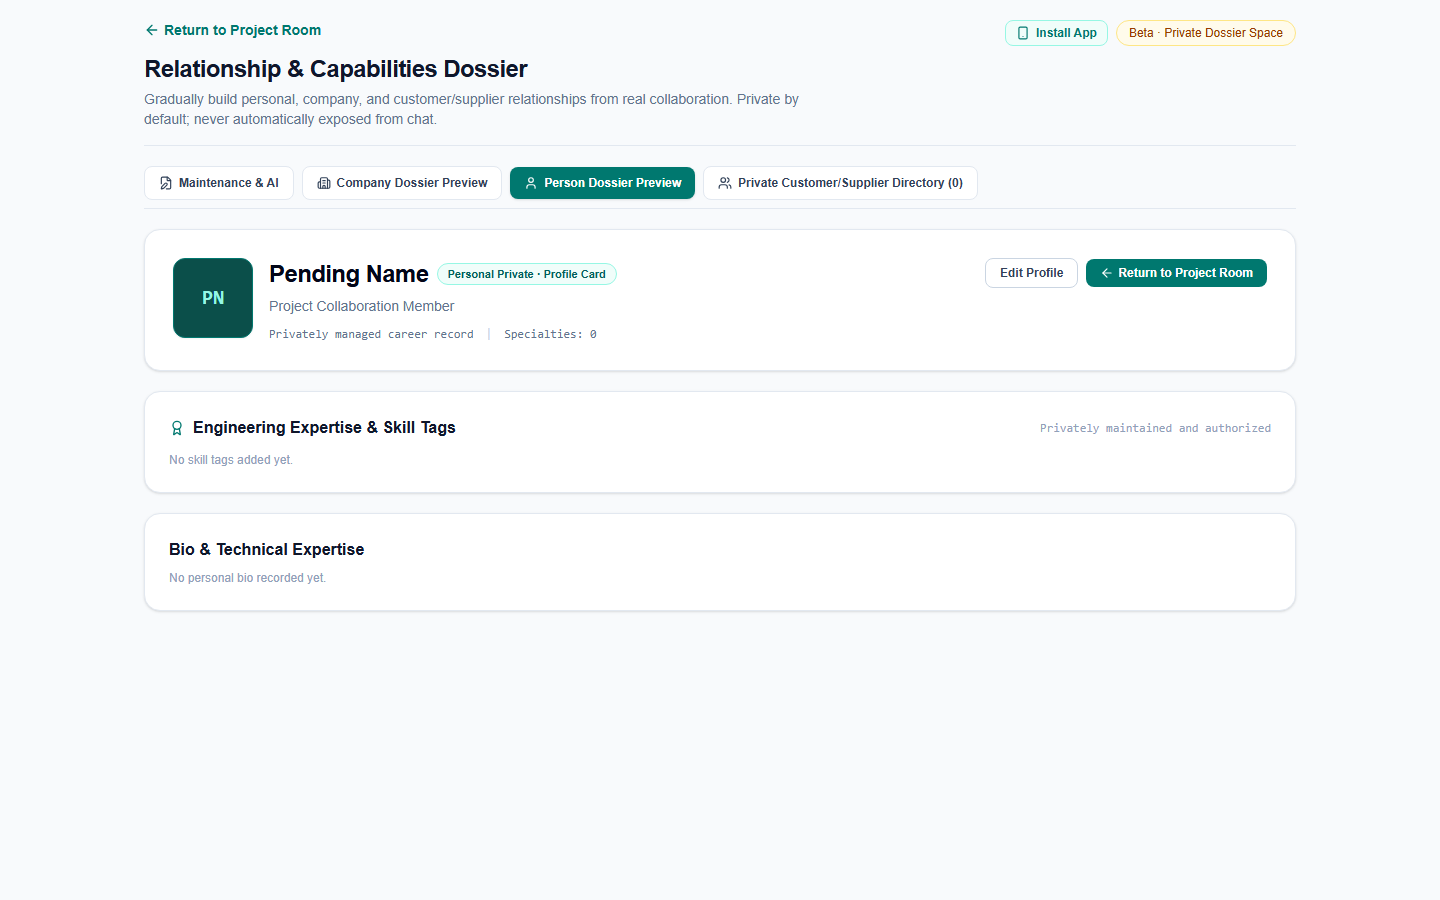 Return to Project Room
Install App
Beta · Private Dossier Space
Relationship & Capabilities Dossier
Gradually build personal, company, and customer/supplier relationships from real collaboration. Private by
default; never automatically exposed from chat.
Maintenance & AI
Company Dossier Preview
Person Dossier Preview
Private Customer/Supplier Directory (0)
PN
Pending Name
Personal Private · Profile Card
Edit Profile
Return to Project Room
Project Collaboration Member
Privately managed career record | Specialties: 0
Engineering Expertise & Skill Tags
Privately maintained and authorized
No skill tags added yet.
Bio & Technical Expertise
No personal bio recorded yet.